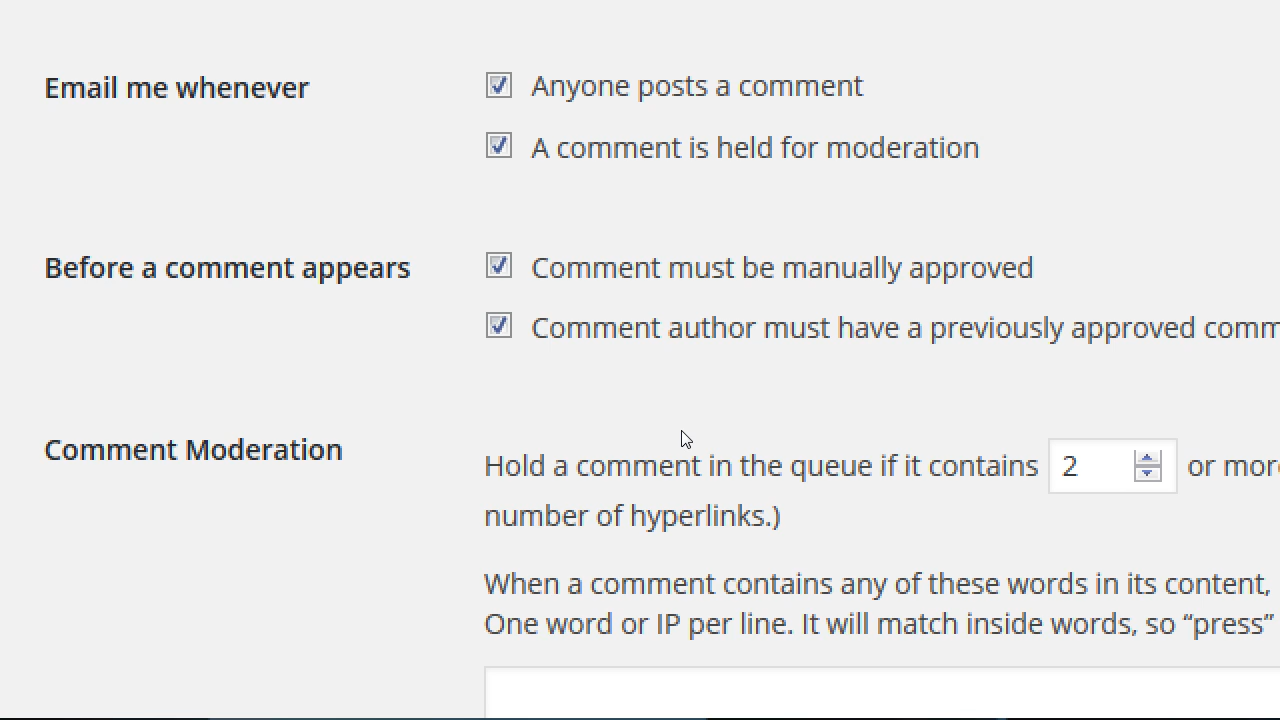 Email me whenever
Anyone posts a comment
A comment is held for moderation
Before a comment appears
Comment must be manually approved
Comment author must have a previously approved
Comment Moderation
Hold a comment in the queue if it contains 2 or
number of hyperlinks.)
When a comment contains any of these words in its content,
One word or IP per line. It will match inside words, so “press”